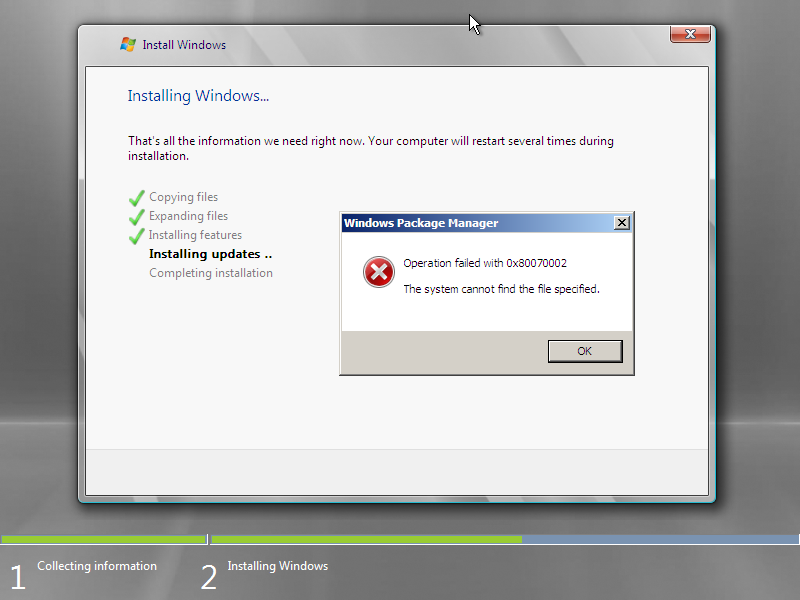 Install Windows
Installing Windows...
That's all the information we need right now. Your computer will restart several times during
installation.
Copying files
Expanding files
Installing features
Installing updates ..
Completing installation
Windows Package Manager
Operation failed with 0x80070002
The system cannot find the file specified.
OK
1 Collecting information
2 Installing Windows